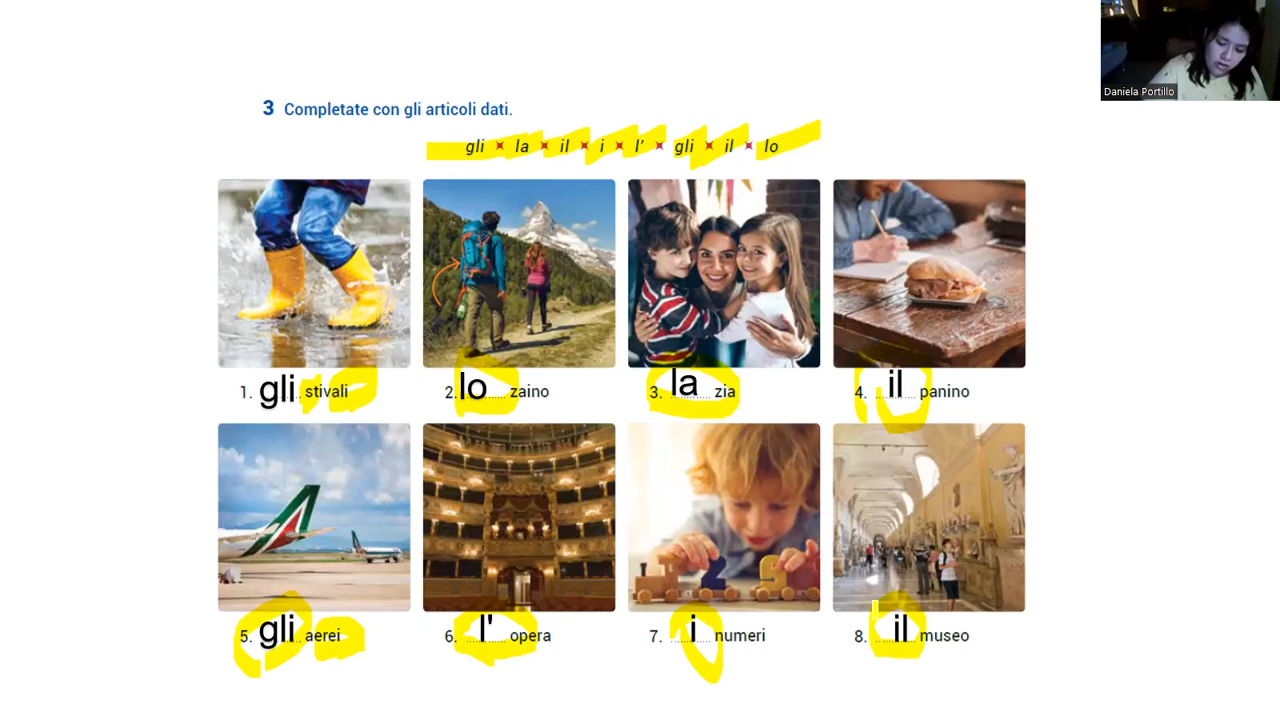 Daniela Portillo
3 Completate con gli articoli dati.
gli × la × il × i × l' × gli × il × lo
1. gli stivali
2. lo zaino
3. la zia
4. il panino
5. gli aerei
6. l' opera
7. i numeri
8. il museo